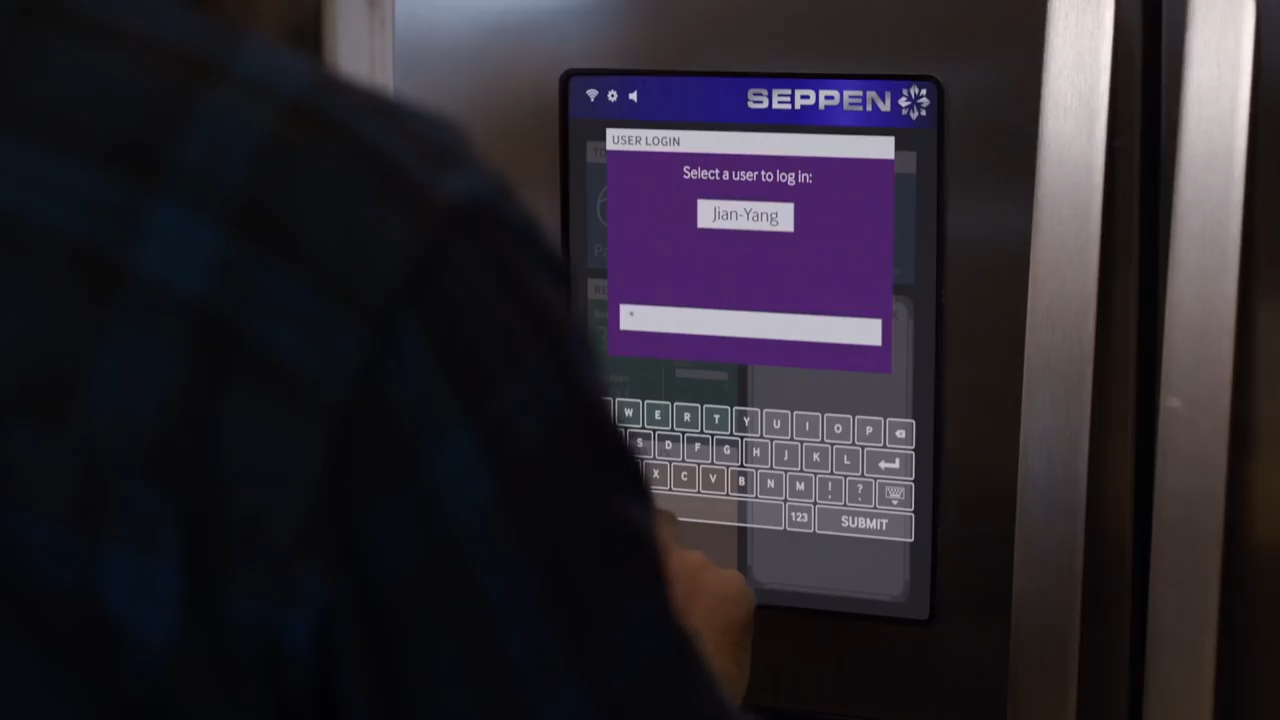 SEPPEN
USER LOGIN
Select a user to log in:
Jian-Yang
*
W E R T Y U I O P
S D F G H J K L
X C V B N M ! ?
123 SUBMIT